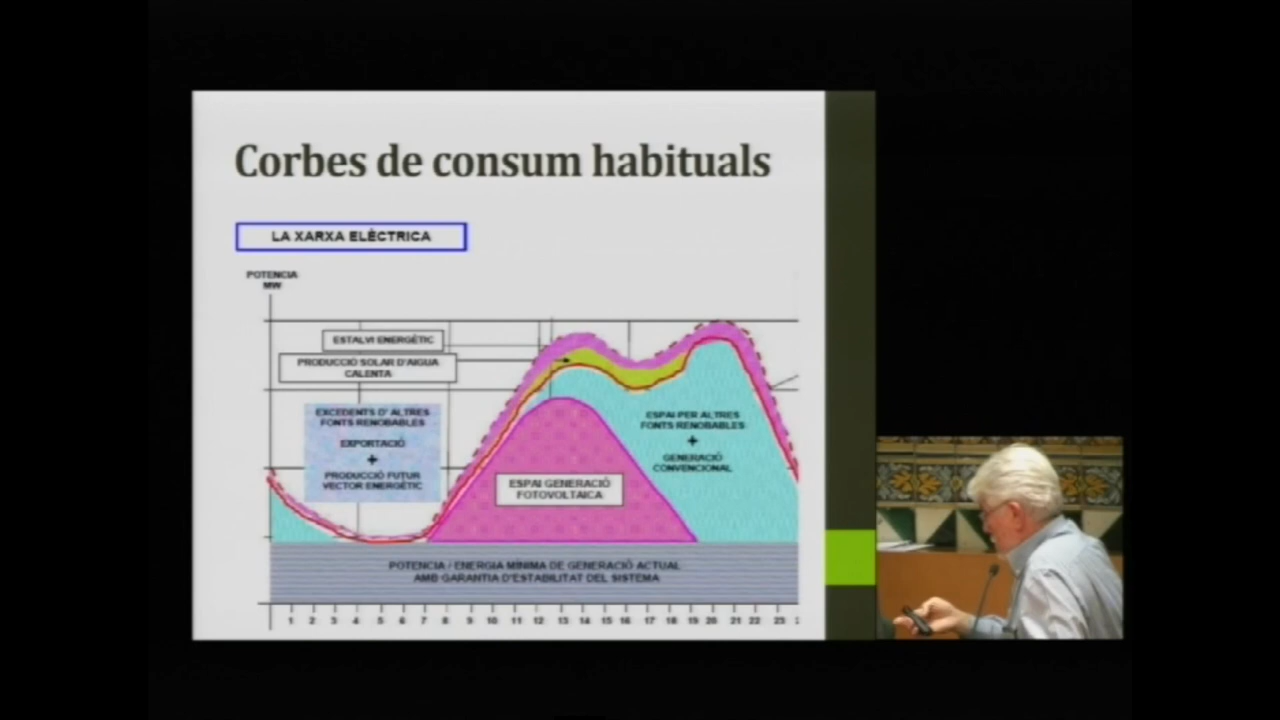 Corbes de consum habituals
LA XARXA ELÈCTRICA
POTENCIA
MW
ESTALVI ENERGÈTIC
PRODUCCIÓ SOLAR D'AIGUA
CALENTA
EXCEDENTS D' ALTRES
FONTS RENOBABLES
EXPORTACIÓ
+
PRODUCCIÓ FUTUR
VECTOR ENERGÈTIC
ESPAI PER ALTRES
FONTS RENOBABLES
+
GENERACIÓ
CONVENCIONAL
ESPAI GENERACIÓ
FOTOVOLTAICA
POTENCIA / ENERGIA MÍNIMA DE GENERACIÓ ACTUAL
AMB GARANTIA D'ESTABILITAT DEL SISTEMA
1 2 3 4 5 6 7 8 9 10 11 12 13 14 15 16 17 18 19 20 21 22 23